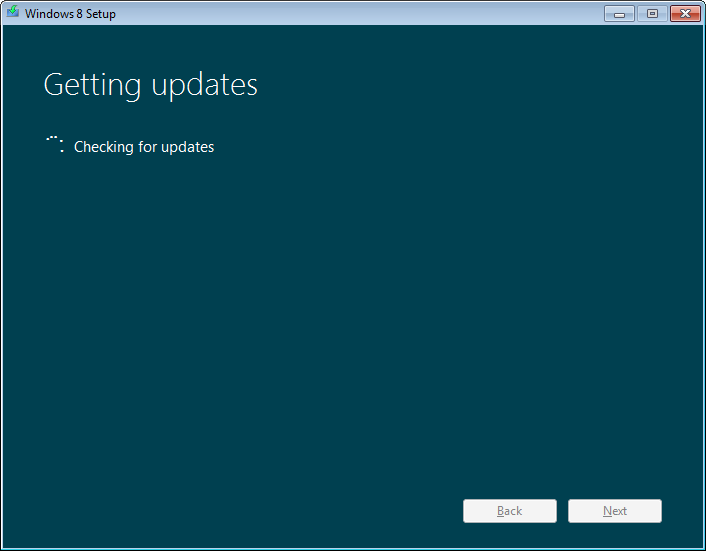 Windows 8 Setup
Getting updates
Checking for updates
Back
Next